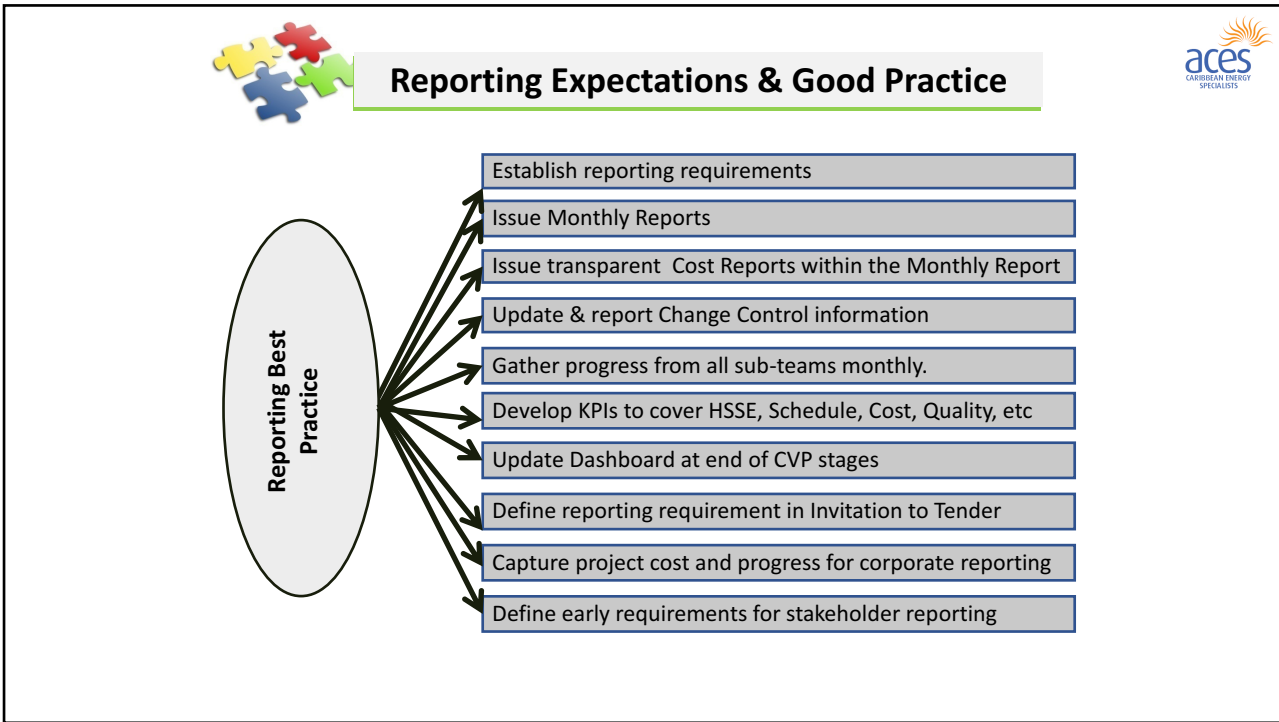 Reporting Expectations & Good Practice
aces
CARIBBEAN ENERGY
SPECIALISTS
Reporting Best
Practice
Establish reporting requirements
Issue Monthly Reports
Issue transparent  Cost Reports within the Monthly Report
Update & report Change Control information
Gather progress from all sub-teams monthly.
Develop KPIs to cover HSSE, Schedule, Cost, Quality, etc
Update Dashboard at end of CVP stages
Define reporting requirement in Invitation to Tender
Capture project cost and progress for corporate reporting
Define early requirements for stakeholder reporting